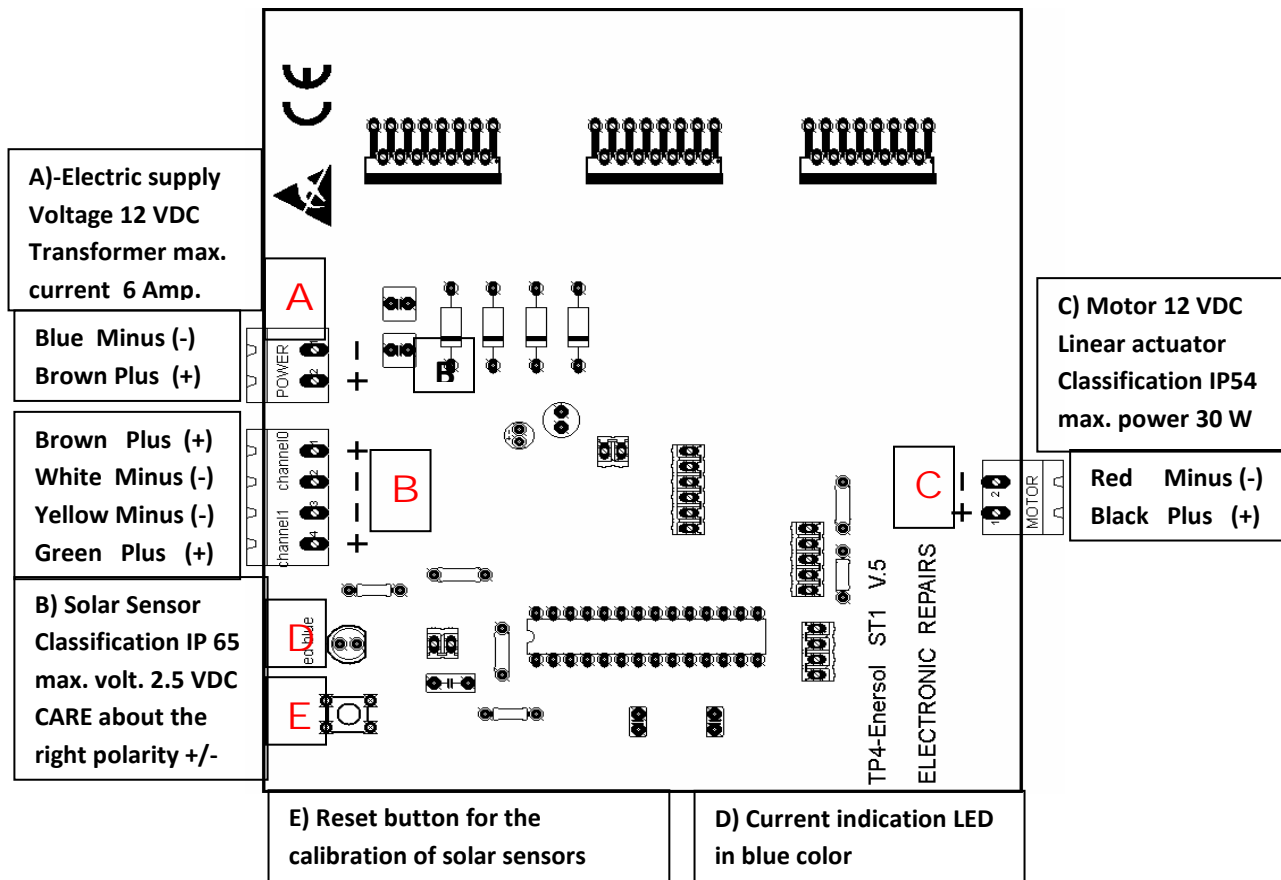 A)-Electric supply
Voltage 12 VDC
Transformer max.
current 6 Amp.
Blue Minus (-)
Brown Plus (+)
Brown Plus (+)
White Minus (-)
Yellow Minus (-)
Green Plus (+)
B) Solar Sensor
Classification IP 65
max. volt. 2.5 VDC
CARE about the
right polarity +/-
CE
A
POWER
1 −
2 +
B
channel0
channel1
1 +
2 −
3 −
4 +
B
D
ed blue
E
C
− 2
+ 1
MOTOR
TP4-Enersol ST1 V.5
ELECTRONIC REPAIRS
C) Motor 12 VDC
Linear actuator
Classification IP54
max. power 30 W
Red Minus (-)
Black Plus (+)
E) Reset button for the
calibration of solar sensors
D) Current indication LED
in blue color